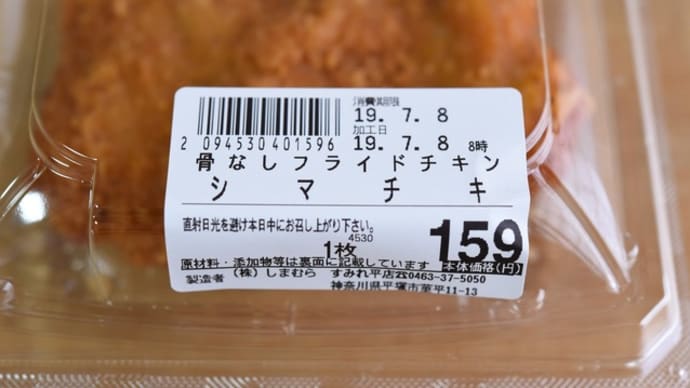 消費期限
19. 7. 8
加工日
19. 7. 8 8時
2 094530 401596
骨なしフライドチキン
シマチキ
直射日光を避け本日中にお召し上がり下さい。
4530
1枚
159
本体価格(円)
原材料・添加物等は裏面に記載しています
製造者 (株)しまむら すみれ平店☎0463-37-5050
神奈川県平塚市菫平11-13